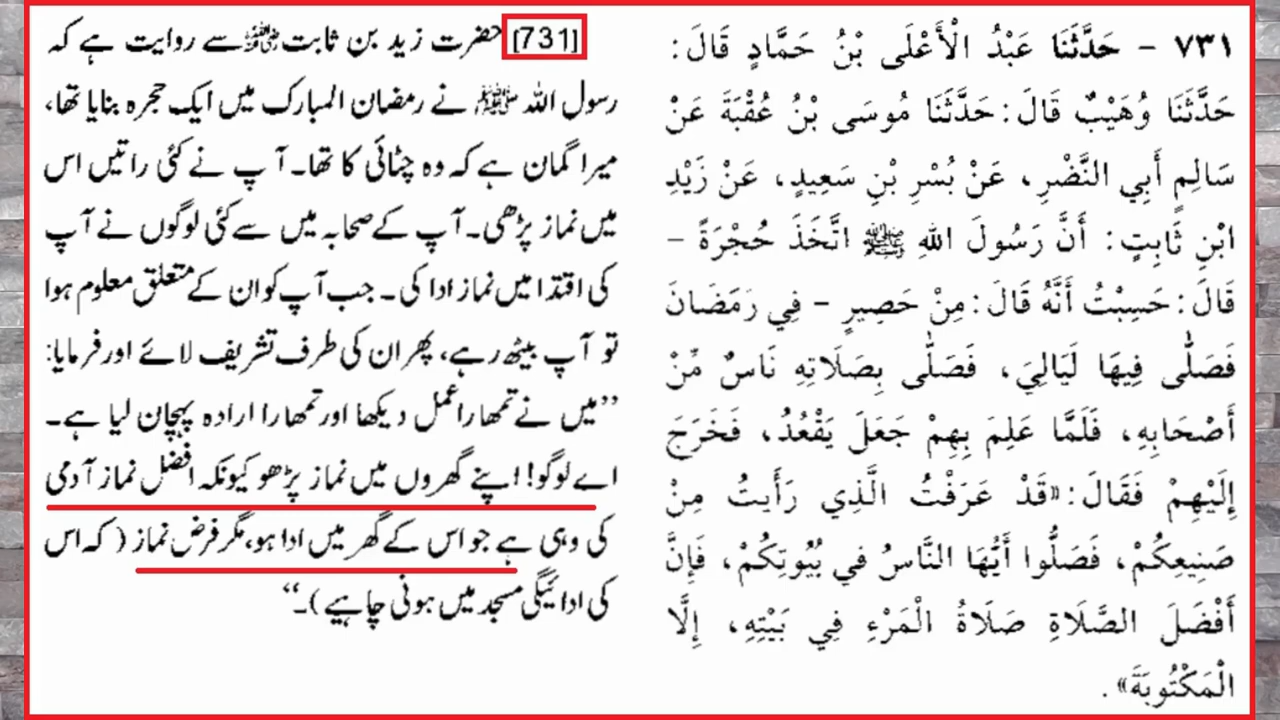 ۷۳۱ – حَدَّثَنَا عَبْدُ الْأَعْلَى بْنُ حَمَّادٍ قَالَ:
حَدَّثَنَا وُهَيْبٌ قَالَ: حَدَّثَنَا مُوسَى بْنُ عُقْبَةَ عَنْ
سَالِمٍ أَبِي النَّضْرِ، عَنْ بُسْرِ بْنِ سَعِيدٍ، عَنْ زَيْدِ
ابْنِ ثَابِتٍ: أَنَّ رَسُولَ اللهِ ﷺ اتَّخَذَ حُجْرَةً –
قَالَ: حَسِبْتُ أَنَّهُ قَالَ: مِنْ حَصِيرٍ – فِي رَمَضَانَ
فَصَلَّى فِيهَا لَيَالِيَ، فَصَلَّى بِصَلَاتِهِ نَاسٌ مِّنْ
أَصْحَابِهِ، فَلَمَّا عَلِمَ بِهِمْ جَعَلَ يَقْعُدُ، فَخَرَجَ
إِلَيْهِمْ فَقَالَ: «قَدْ عَرَفْتُ الَّذِي رَأَيتُ مِنْ
صَنِيعِكُمْ، فَصَلُّوا أَيُّهَا النَّاسُ فِي بُيُوتِكُمْ، فَإِنَّ
أَفْضَلَ الصَّلَاةِ صَلَاةُ الْمَرْءِ فِي بَيْتِهِ، إِلَّا
الْمَكْتُوبَةَ».
[731] حضرت زید بن ثابت رضی اللہ عنہ سے روایت ہے کہ
رسول اللہ ﷺ نے رمضان المبارک میں ایک حجرہ بنایا تھا،
میرا گمان ہے کہ وہ چٹائی کا تھا۔ آپ نے کئی راتیں اس
میں نماز پڑھی۔ آپ کے صحابہ میں سے کئی لوگوں نے آپ
کی اقتدا میں نماز ادا کی۔ جب آپ کو ان کے متعلق معلوم ہوا
تو آپ بیٹھ رہے، پھر ان کی طرف تشریف لائے اور فرمایا:
’’میں نے تمھارا عمل دیکھا اور تمھارا ارادہ پہچان لیا ہے۔
اے لوگو! اپنے گھروں میں نماز پڑھو کیونکہ افضل نماز آدمی
کی وہی ہے جو اس کے گھر میں ادا ہو، مگر فرض نماز (کہ اس
کی ادائیگی مسجد میں ہونی چاہیے)۔‘‘